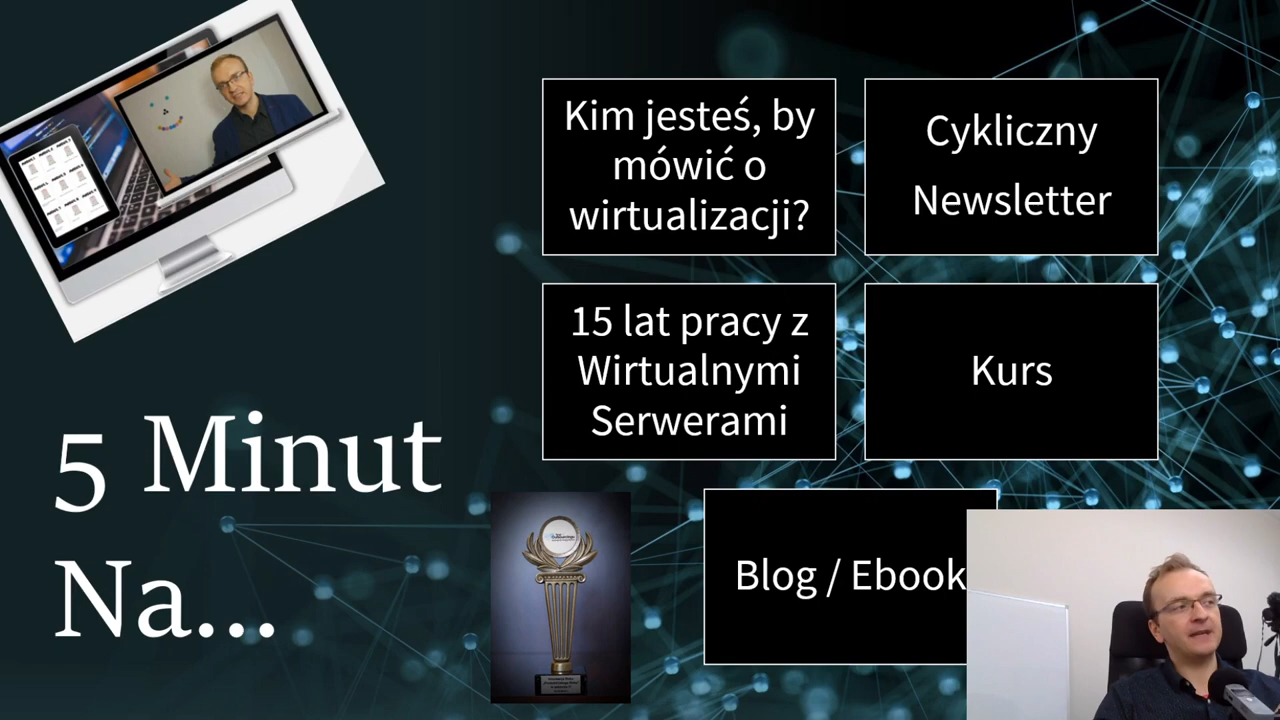 5 Minut
Na...
Kim jesteś, by
mówić o
wirtualizacji?
Cykliczny
Newsletter
15 lat pracy z
Wirtualnymi
Serwerami
Kurs
Blog / Ebook